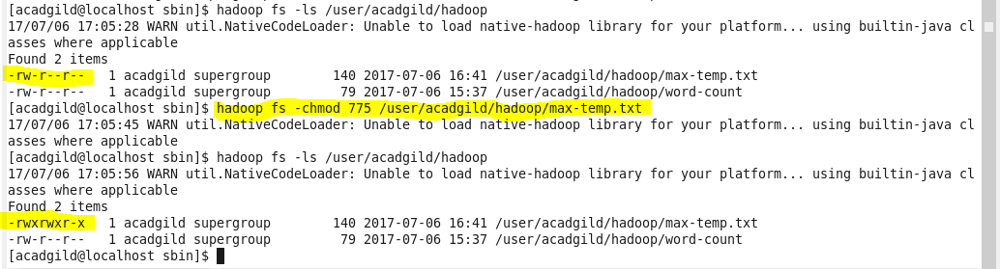 [acadgild@localhost sbin]$ hadoop fs -ls /user/acadgild/hadoop
17/07/06 17:05:28 WARN util.NativeCodeLoader: Unable to load native-hadoop library for your platform... using builtin-java cl
asses where applicable
Found 2 items
-rw-r--r--   1 acadgild supergroup        140 2017-07-06 16:41 /user/acadgild/hadoop/max-temp.txt
-rw-r--r--   1 acadgild supergroup         79 2017-07-06 15:37 /user/acadgild/hadoop/word-count
[acadgild@localhost sbin]$ hadoop fs -chmod 775 /user/acadgild/hadoop/max-temp.txt
17/07/06 17:05:45 WARN util.NativeCodeLoader: Unable to load native-hadoop library for your platform... using builtin-java cl
asses where applicable
[acadgild@localhost sbin]$ hadoop fs -ls /user/acadgild/hadoop
17/07/06 17:05:56 WARN util.NativeCodeLoader: Unable to load native-hadoop library for your platform... using builtin-java cl
asses where applicable
Found 2 items
-rwxrwxr-x   1 acadgild supergroup        140 2017-07-06 16:41 /user/acadgild/hadoop/max-temp.txt
-rw-r--r--   1 acadgild supergroup         79 2017-07-06 15:37 /user/acadgild/hadoop/word-count
[acadgild@localhost sbin]$